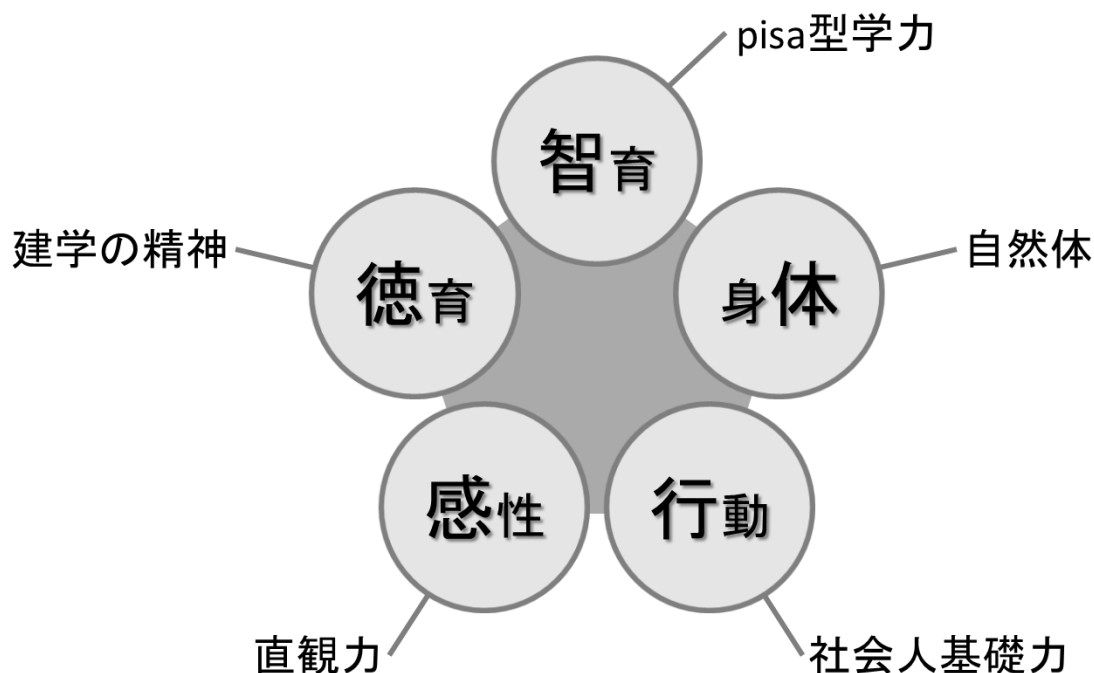 pisa型学力
智育
建学の精神
徳育
身体
自然体
感性
行動
直観力
社会人基礎力